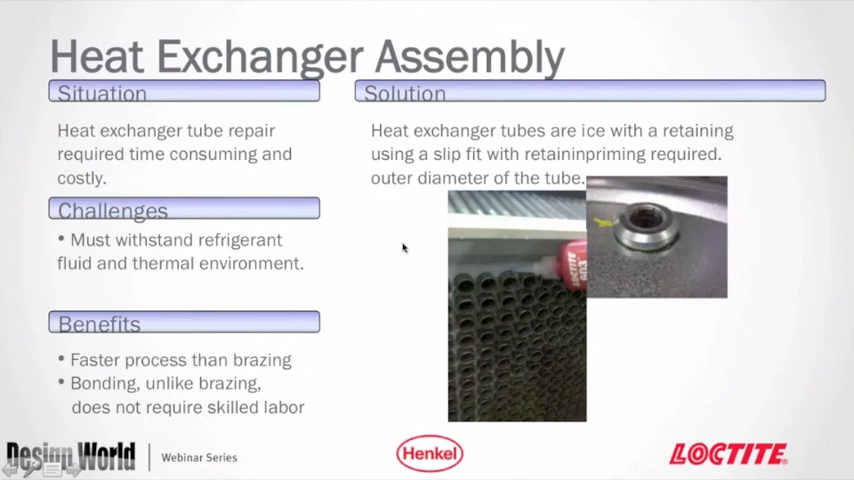 Heat Exchanger Assembly
Situation
Heat exchanger tube repair
required time consuming and
costly.
Challenges
• Must withstand refrigerant
fluid and thermal environment.
Benefits
• Faster process than brazing
• Bonding, unlike brazing,
does not require skilled labor
Solution
Heat exchanger tubes are ice with a retaining
using a slip fit with retaininpriming required.
outer diameter of the tube.
LOCTITE
603
Design World
Webinar Series
Henkel
LOCTITE®